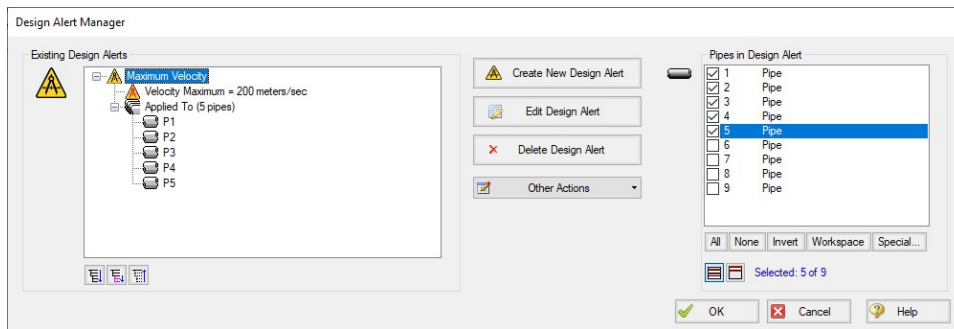 Design Alert Manager
Existing Design Alerts
Maximum Velocity
Velocity Maximum = 200 meters/sec
Applied To (5 pipes)
P1
P2
P3
P4
P5
Create New Design Alert
Edit Design Alert
Delete Design Alert
Other Actions
Pipes in Design Alert
1 Pipe
2 Pipe
3 Pipe
4 Pipe
5 Pipe
6 Pipe
7 Pipe
8 Pipe
9 Pipe
All None Invert Workspace Special...
Selected: 5 of 9
OK Cancel Help